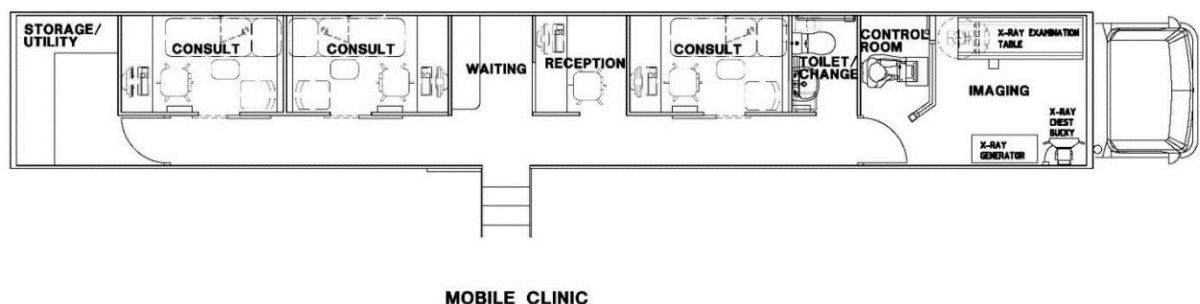 STORAGE/
UTILITY
CONSULT
CONSULT
WAITING
RECEPTION
CONSULT
TOILET/
CHANGE
CONTROL
ROOM
X-RAY EXAMINATION
TABLE
IMAGING
X-RAY
CHEST
BUCKY
X-RAY
GENERATOR
MOBILE CLINIC